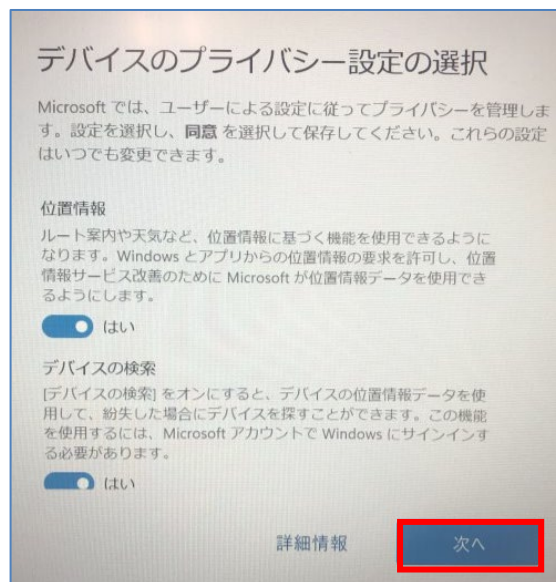 デバイスのプライバシー設定の選択
Microsoft では、ユーザーによる設定に従ってプライバシーを管理しま
す。設定を選択し、同意 を選択して保存してください。これらの設定
はいつでも変更できます。
位置情報
ルート案内や天気など、位置情報に基づく機能を使用できるように
なります。Windows とアプリからの位置情報の要求を許可し、位置
情報サービス改善のために Microsoft が位置情報データを使用でき
るようにします。
はい
デバイスの検索
[デバイスの検索] をオンにすると、デバイスの位置情報データを使
用して、紛失した場合にデバイスを探すことができます。この機能
を使用するには、Microsoft アカウントで Windows にサインインす
る必要があります。
はい
詳細情報
次へ